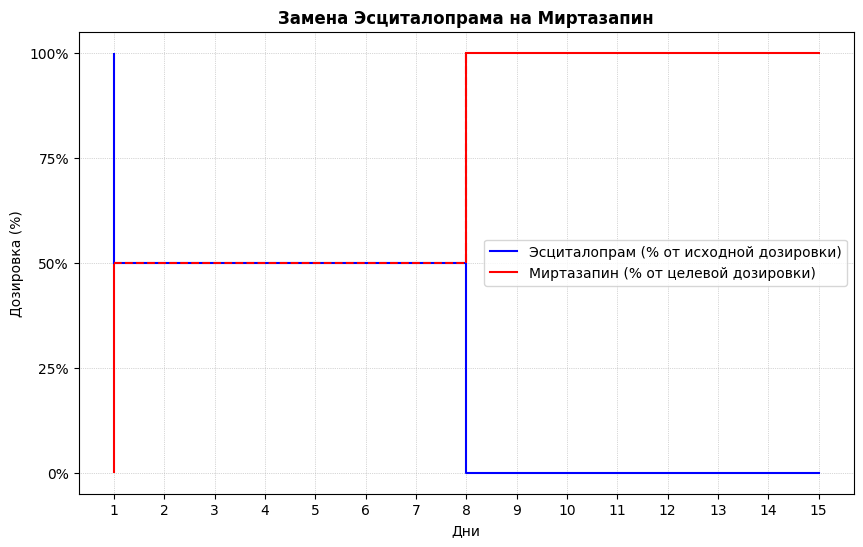 Замена Эсциталопрама на Миртазапин
Дозировка (%)
100%
75%
50%
25%
0%
Эсциталопрам (% от исходной дозировки)
Миртазапин (% от целевой дозировки)
1 2 3 4 5 6 7 8 9 10 11 12 13 14 15
Дни